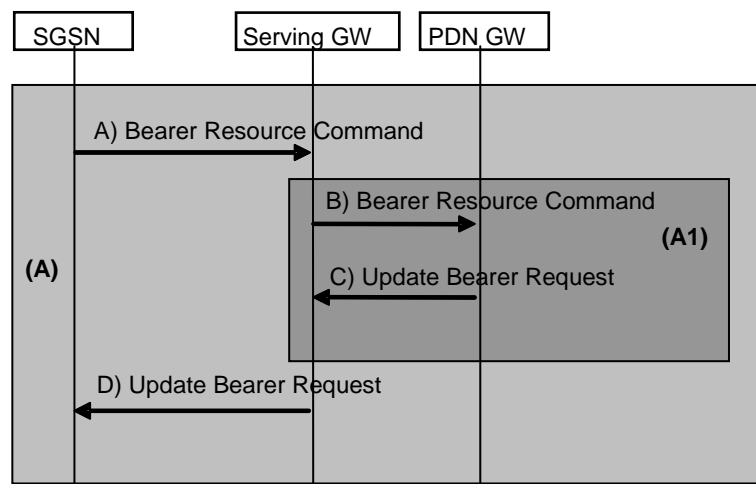 SGSN
Serving GW
PDN GW
A) Bearer Resource Command
B) Bearer Resource Command
(A1)
(A)
C) Update Bearer Request
D) Update Bearer Request